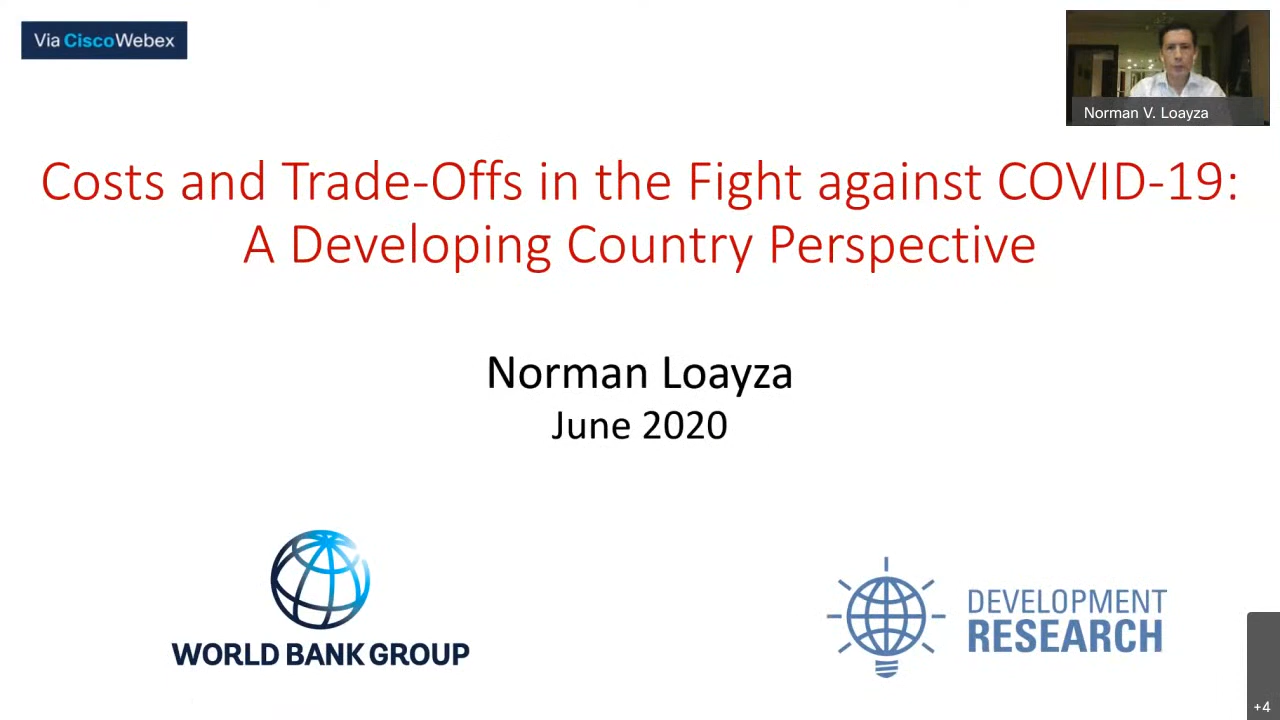 Via CiscoWebex
Norman V. Loayza
Costs and Trade-Offs in the Fight against COVID-19:
A Developing Country Perspective
Norman Loayza
June 2020
WORLD BANK GROUP
DEVELOPMENT
RESEARCH
+4